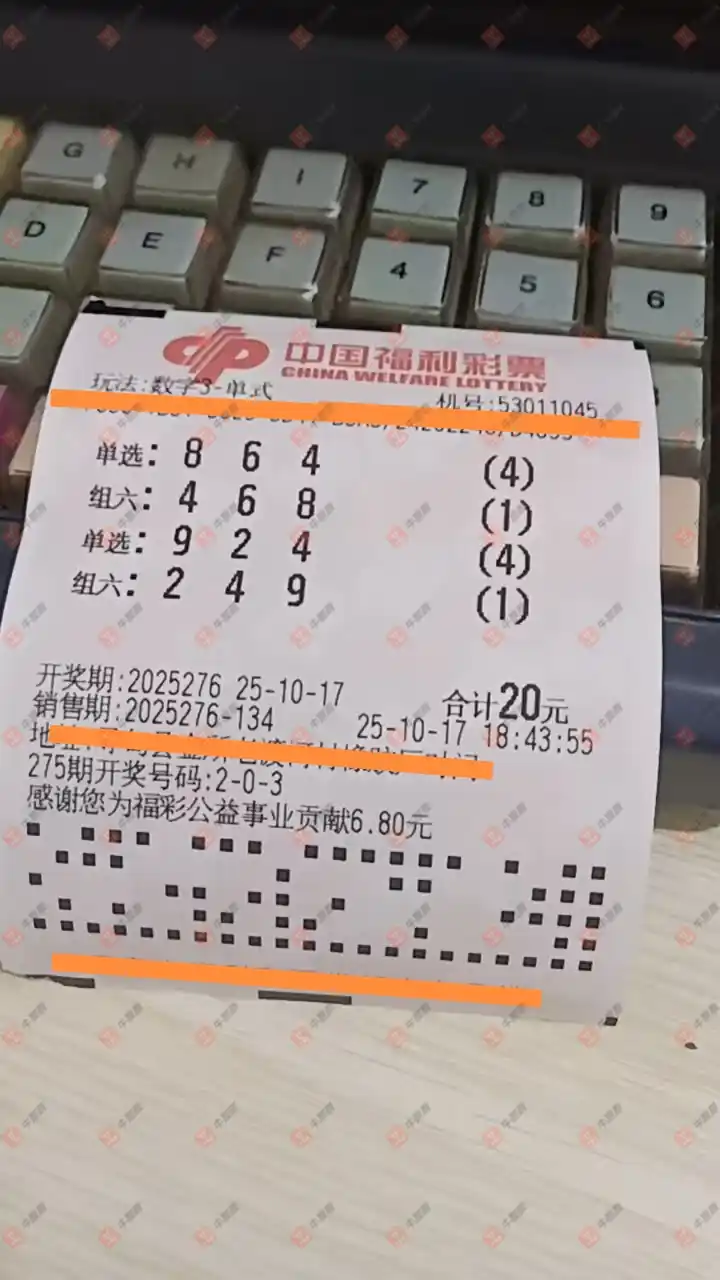 G H I 7 8 9
D E F 4 5 6
中国福利彩票
CHINA WELFARE LOTTERY
玩法:数字3-单式 机号:53011045
单选: 8 6 4 (4)
组六: 4 6 8 (1)
单选: 9 2 4 (4)
组六: 2 4 9 (1)
开奖期:2025276 25-10-17 合计20元
销售期:2025276-134 25-10-17 18:43:55
275期开奖号码:2-0-3
感谢您为福彩公益事业贡献6.80元